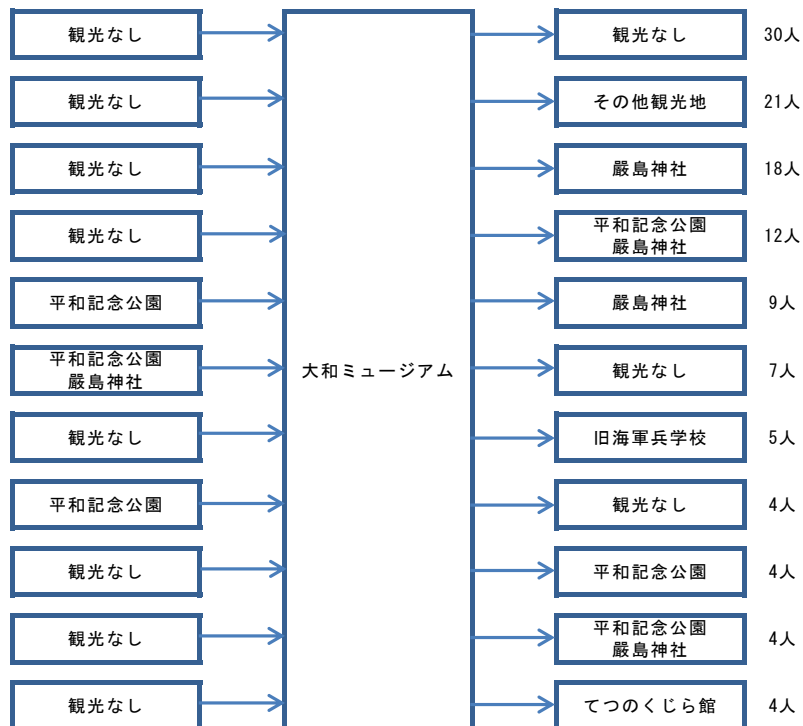 観光なし
観光なし
30人
観光なし
その他観光地
21人
観光なし
厳島神社
18人
観光なし
平和記念公園
厳島神社
12人
平和記念公園
厳島神社
9人
平和記念公園
厳島神社
大和ミュージアム
観光なし
7人
観光なし
旧海軍兵学校
5人
平和記念公園
観光なし
4人
観光なし
平和記念公園
4人
観光なし
平和記念公園
厳島神社
4人
観光なし
てつのくじら館
4人